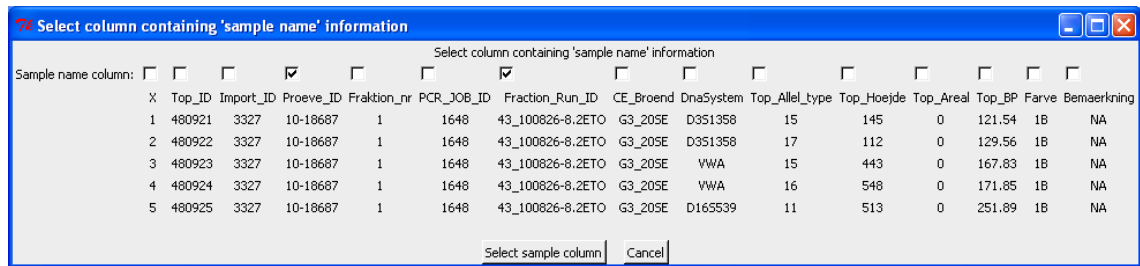 Select column containing 'sample name' information
Select column containing 'sample name' information
Sample name column:
X Top_ID Import_ID Proeve_ID Fraktion_nr PCR_JOB_ID Fraction_Run_ID CE_Broend DnaSystem Top_Allel_type Top_Hoejde Top_Areal Top_BP Farve Bemaerkning
1 480921 3327 10-18687 1 1648 43_100826-8.2ETO G3_20SE D3S1358 15 145 0 121.54 1B NA
2 480922 3327 10-18687 1 1648 43_100826-8.2ETO G3_20SE D3S1358 17 112 0 129.56 1B NA
3 480923 3327 10-18687 1 1648 43_100826-8.2ETO G3_20SE VWA 15 443 0 167.83 1B NA
4 480924 3327 10-18687 1 1648 43_100826-8.2ETO G3_20SE VWA 16 548 0 171.85 1B NA
5 480925 3327 10-18687 1 1648 43_100826-8.2ETO G3_20SE D16S539 11 513 0 251.89 1B NA
Select sample column Cancel